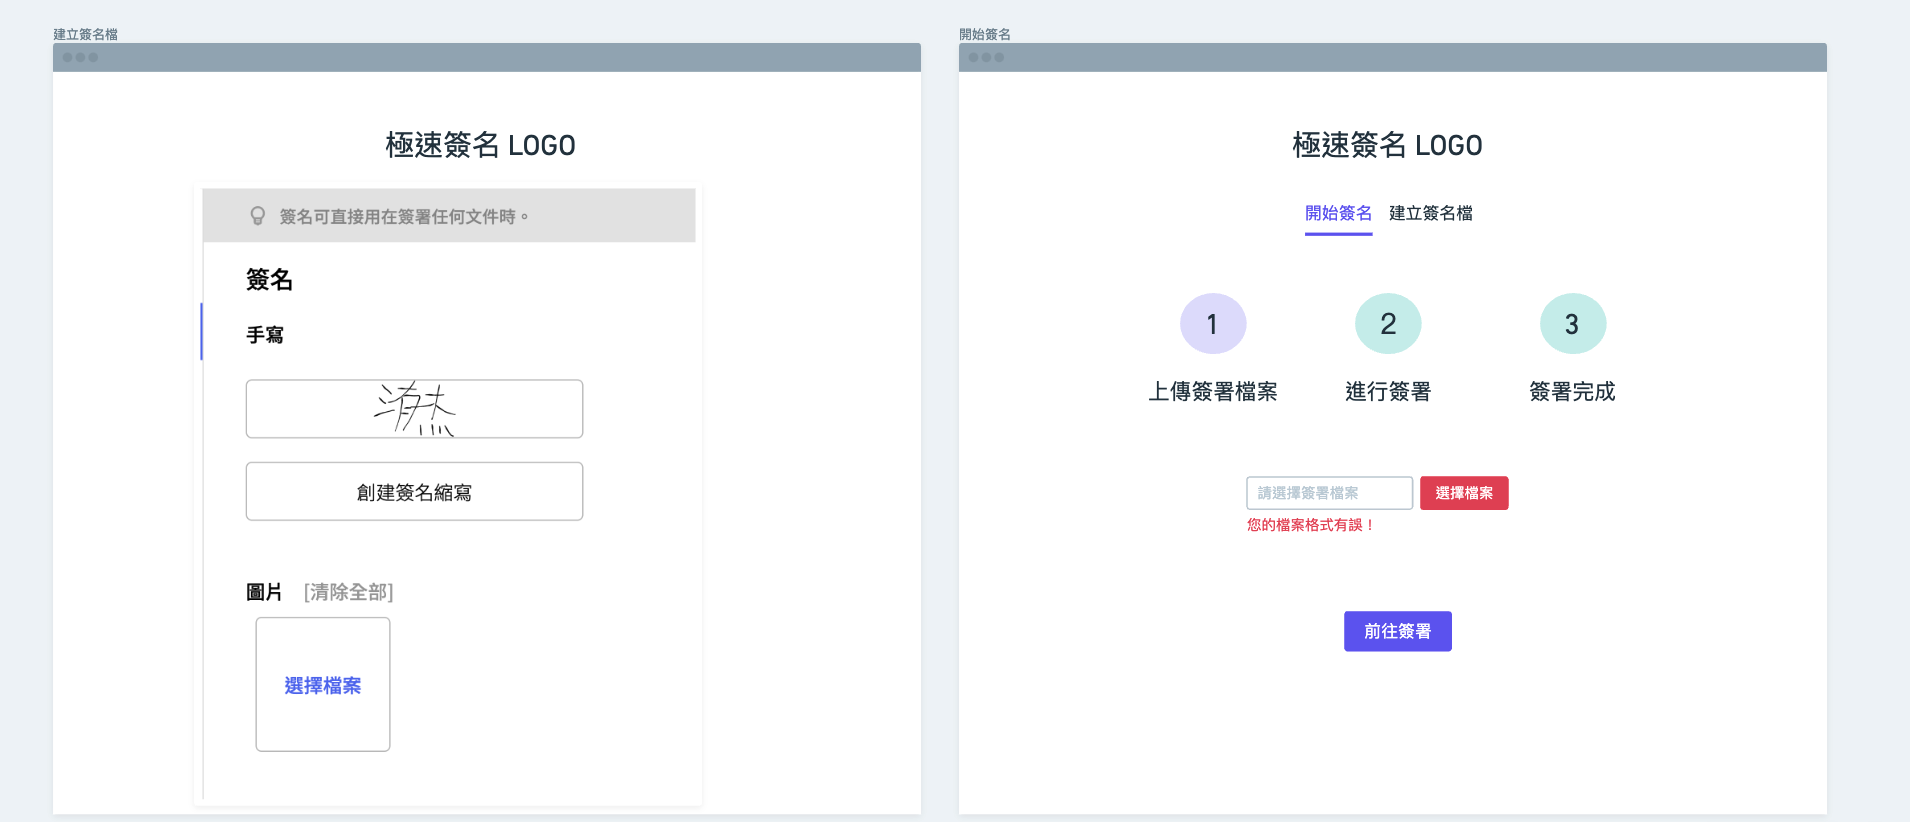 建立簽名檔
極速簽名 LOGO
簽名可直接用在簽署任何文件時。
簽名
手寫
創建簽名縮寫
圖片 [清除全部]
選擇檔案
開始簽名
極速簽名 LOGO
開始簽名 建立簽名檔
1 2 3
上傳簽署檔案 進行簽署 簽署完成
請選擇簽署檔案 選擇檔案
您的檔案格式有誤！
前往簽署